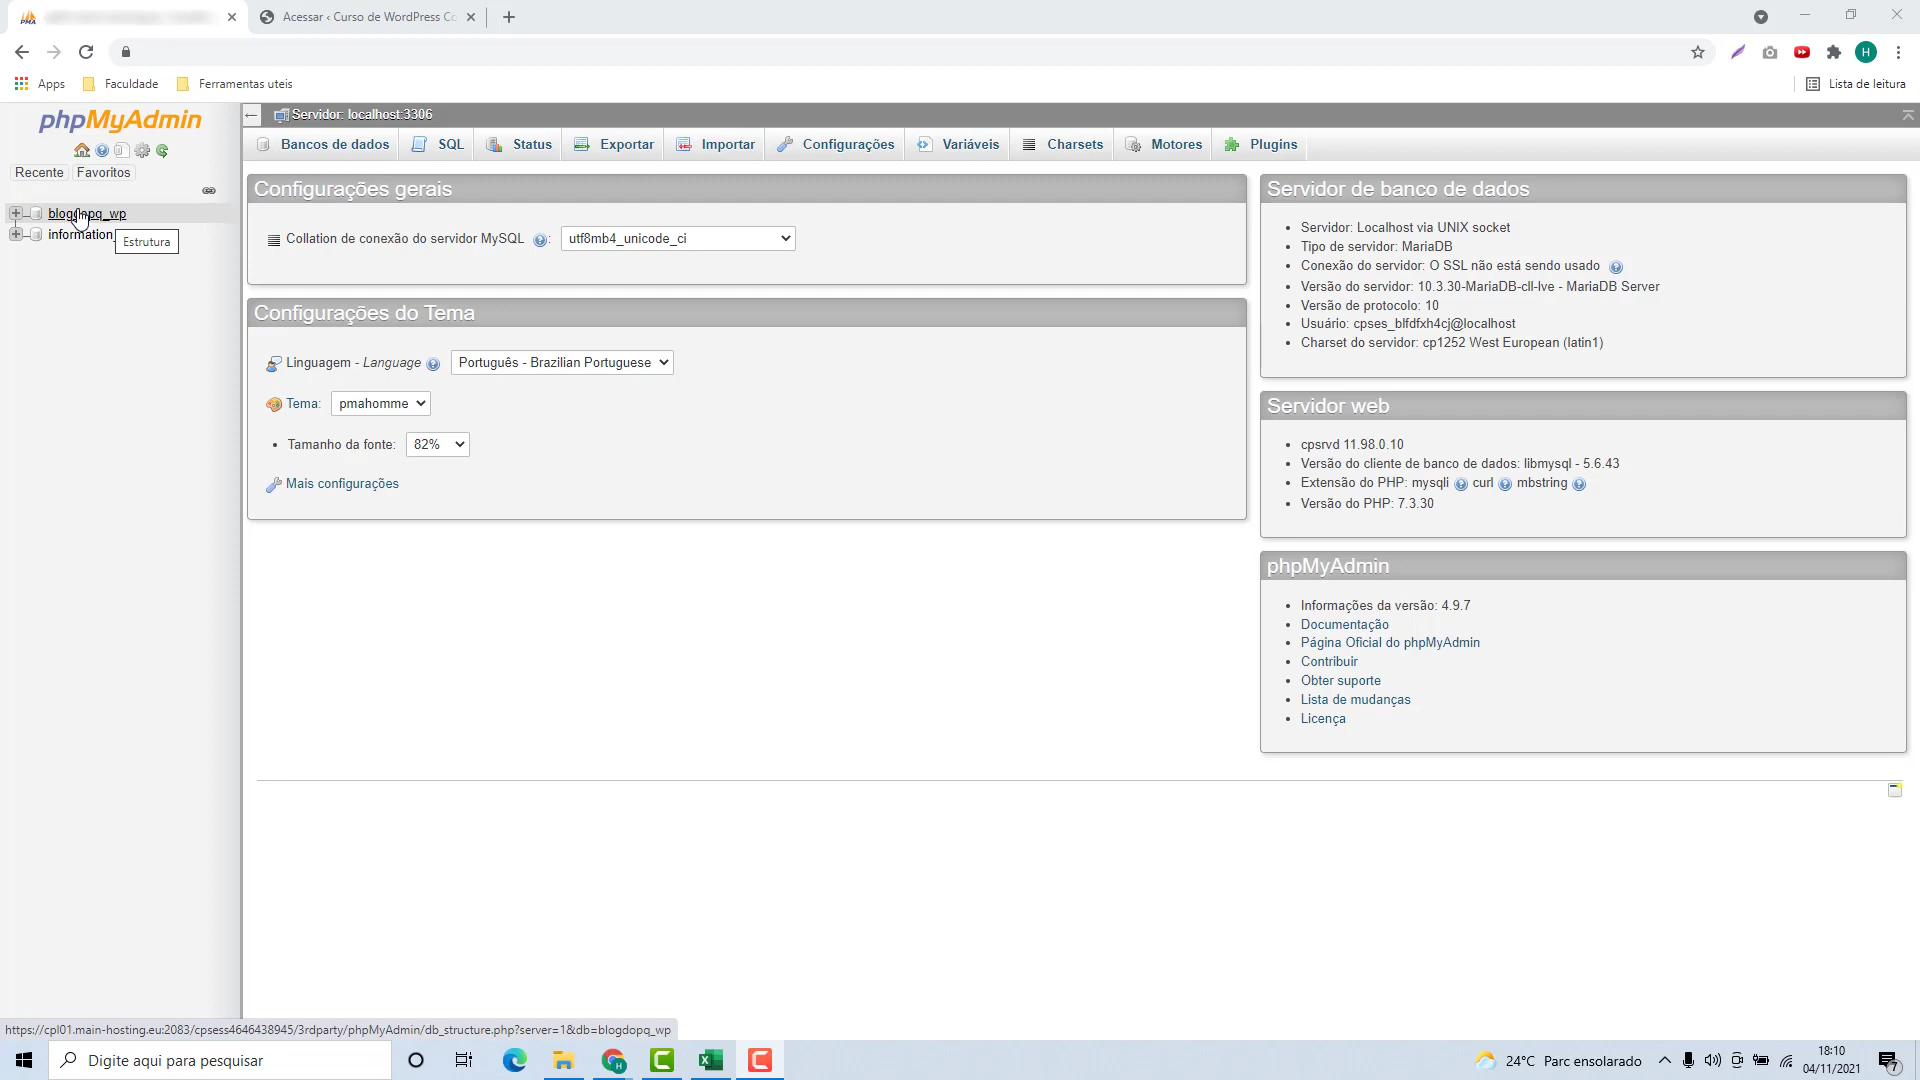 Acessar ‹ Curso de WordPress Co
Apps
Faculdade
Ferramentas uteis
H
Lista de leitura
phpMyAdmin
Recente
Favoritos
blogdopq_wp
information_
Estrutura
Servidor: localhost:3306
Bancos de dados
SQL
Status
Exportar
Importar
Configurações
Variáveis
Charsets
Motores
Plugins
Configurações gerais
Collation de conexão do servidor MySQL : utf8mb4_unicode_ci
Configurações do Tema
Linguagem - Language Português - Brazilian Portuguese
Tema: pmahomme
• Tamanho da fonte: 82%
Mais configurações
Servidor de banco de dados
• Servidor: Localhost via UNIX socket
• Tipo de servidor: MariaDB
• Conexão do servidor: O SSL não está sendo usado
• Versão do servidor: 10.3.30-MariaDB-cll-lve - MariaDB Server
• Versão de protocolo: 10
• Usuário: cpses_blfdfxh4cj@localhost
• Charset do servidor: cp1252 West European (latin1)
Servidor web
• cpsrvd 11.98.0.10
• Versão do cliente de banco de dados: libmysql - 5.6.43
• Extensão do PHP: mysqli curl mbstring
• Versão do PHP: 7.3.30
phpMyAdmin
• Informações da versão: 4.9.7
• Documentação
• Página Oficial do phpMyAdmin
• Contribuir
• Obter suporte
• Lista de mudanças
• Licença
https://cpl01.main-hosting.eu:2083/cpsess4646438945/3rdparty/phpMyAdmin/db_structure.php?server=1&db=blogdopq_wp
Digite aqui para pesquisar
24°C Parc ensolarado
18:10
04/11/2021
7